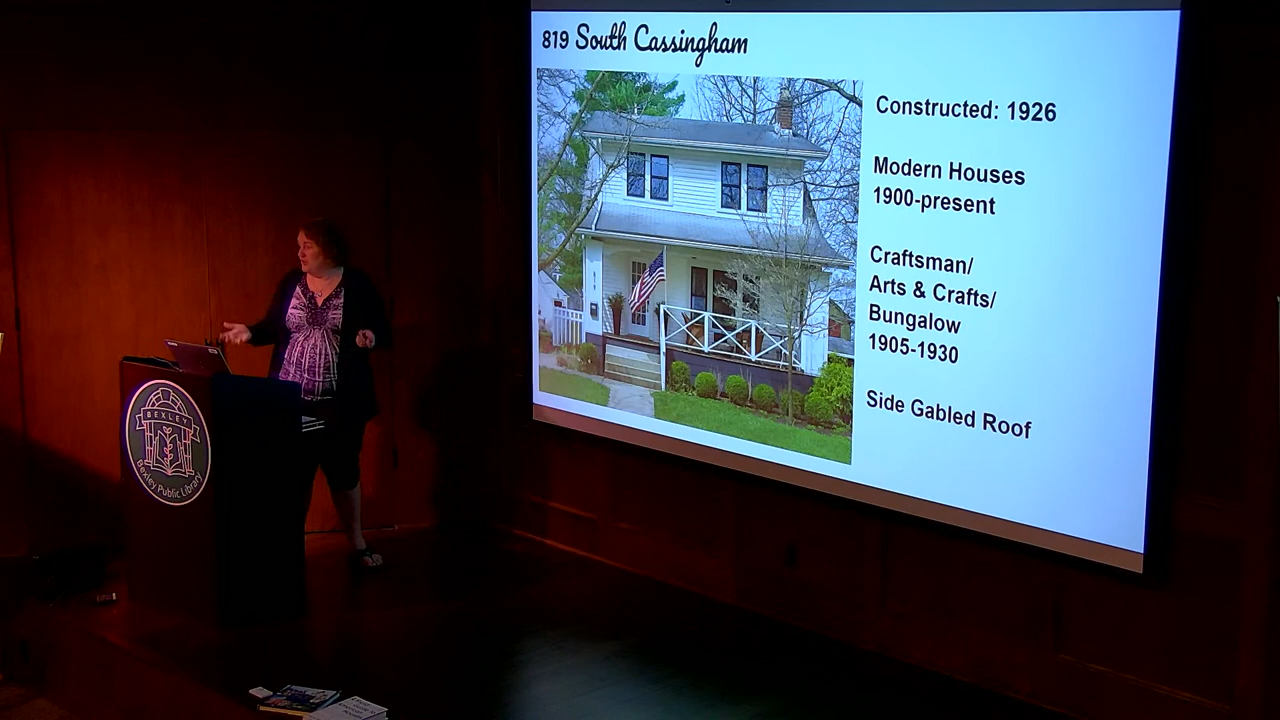 819 South Cassingham
Constructed: 1926
Modern Houses
1900-present
Craftsman/
Arts & Crafts/
Bungalow
1905-1930
Side Gabled Roof
BEXLEY
Bexley Public Library